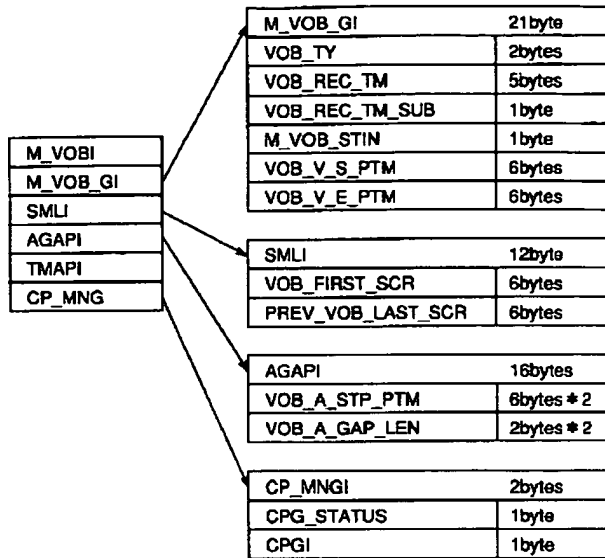 M_VOBI
M_VOB_GI
SMLI
AGAPI
TMAPI
CP_MNG
M_VOB_GI 21byte
VOB_TY 2bytes
VOB_REC_TM 5bytes
VOB_REC_TM_SUB 1byte
M_VOB_STIN 1byte
VOB_V_S_PTM 6bytes
VOB_V_E_PTM 6bytes
SMLI 12byte
VOB_FIRST_SCR 6bytes
PREV_VOB_LAST_SCR 6bytes
AGAPI 16bytes
VOB_A_STP_PTM 6bytes * 2
VOB_A_GAP_LEN 2bytes * 2
CP_MNGI 2bytes
CPG_STATUS 1byte
CPGI 1byte